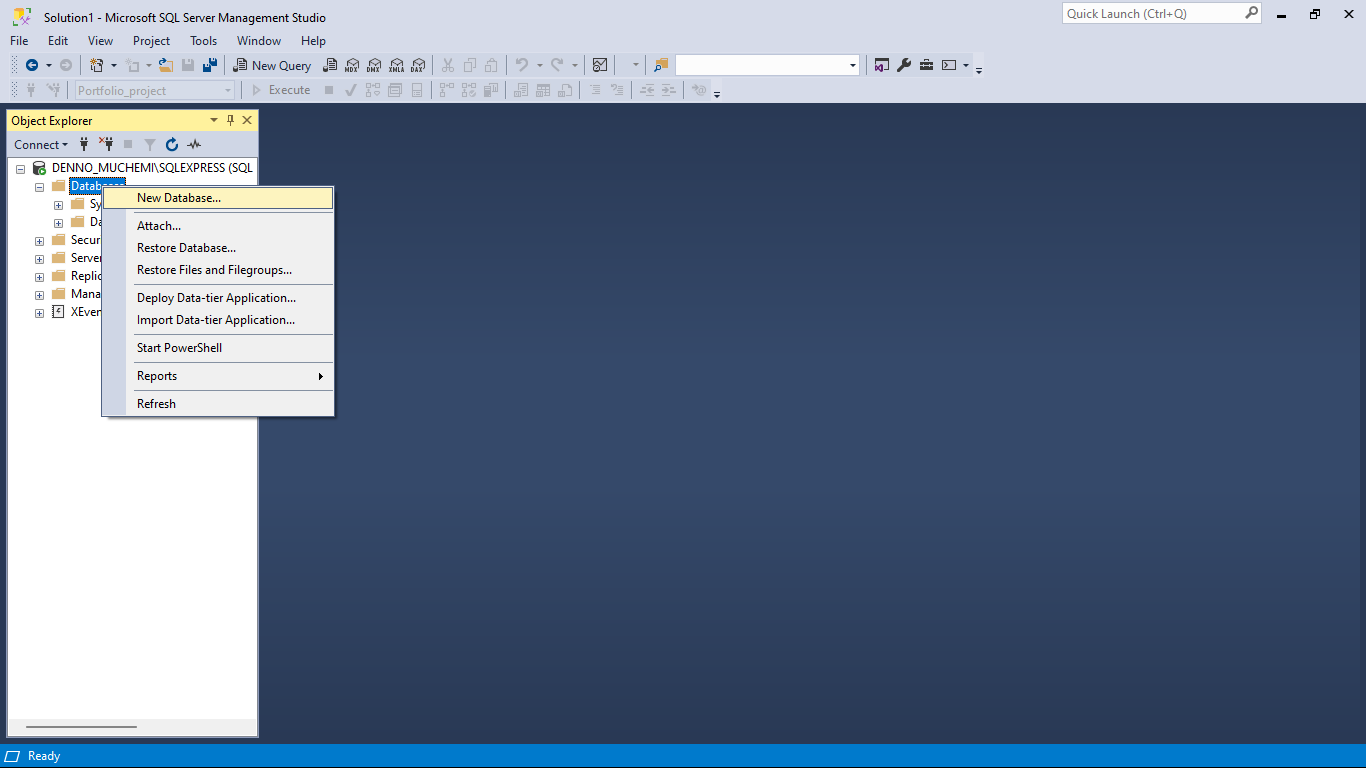 Solution1 - Microsoft SQL Server Management Studio
Quick Launch (Ctrl+Q)
File Edit View Project Tools Window Help
New Query MDX DMX XMLA DAX
Portfolio_project Execute
Object Explorer
Connect
DENNO_MUCHEMI\SQLEXPRESS (SQL
Databases
New Database...
Sy
Attach...
Da
Secur
Restore Database...
Server
Restore Files and Filegroups...
Replic
Mana
Deploy Data-tier Application...
XEven
Import Data-tier Application...
Start PowerShell
Reports
Refresh
Ready